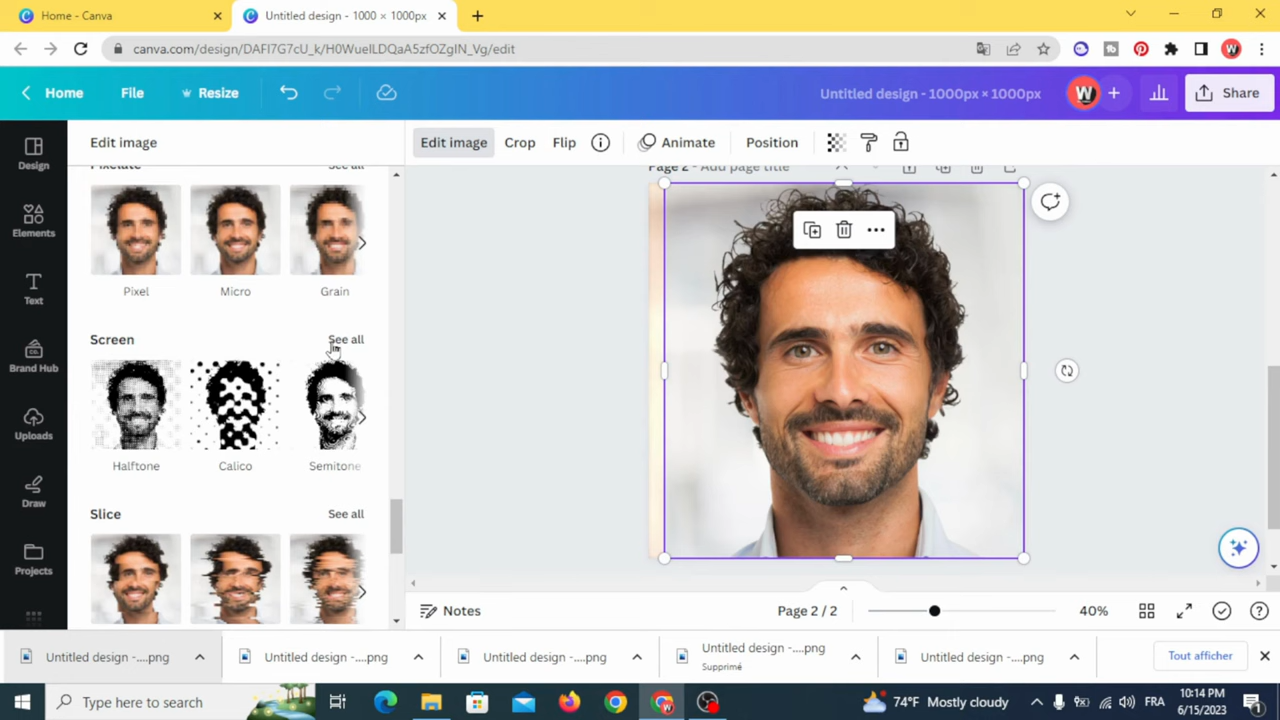 Home - Canva
Untitled design - 1000 × 1000px
canva.com/design/DAFI7G7cU_k/H0WueILDQaA5zfOZgIN_Vg/edit
W
Home
File
Resize
Untitled design - 1000px × 1000px
W
Share
Edit image
Edit image
Crop
Flip
Animate
Position
Page 2 - Add page title
Design
Elements
Text
Brand Hub
Uploads
Draw
Projects
Pixelate
See all
Pixel
Micro
Grain
Screen
See all
Halftone
Calico
Semitone
Slice
See all
Notes
Page 2 / 2
40%
Untitled design -....png
Untitled design -....png
Untitled design -....png
Untitled design -....png
Supprimé
Untitled design -....png
Tout afficher
Type here to search
74°F Mostly cloudy
FRA
10:14 PM
6/15/2023
1